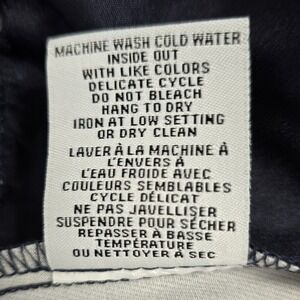 MACHINE WASH COLD WATER
INSIDE OUT
WITH LIKE COLORS
DELICATE CYCLE
DO NOT BLEACH
HANG TO DRY
IRON AT LOW SETTING
OR DRY CLEAN
LAVER À LA MACHINE À
L'ENVERS À
L'EAU FROIDE AVEC
COULEURS SEMBLABLES
CYCLE DÉLICAT
NE PAS JAVELLISER
SUSPENDRE POUR SÉCHER
REPASSER À BASSE
TEMPÉRATURE
OU NETTOYER À SEC